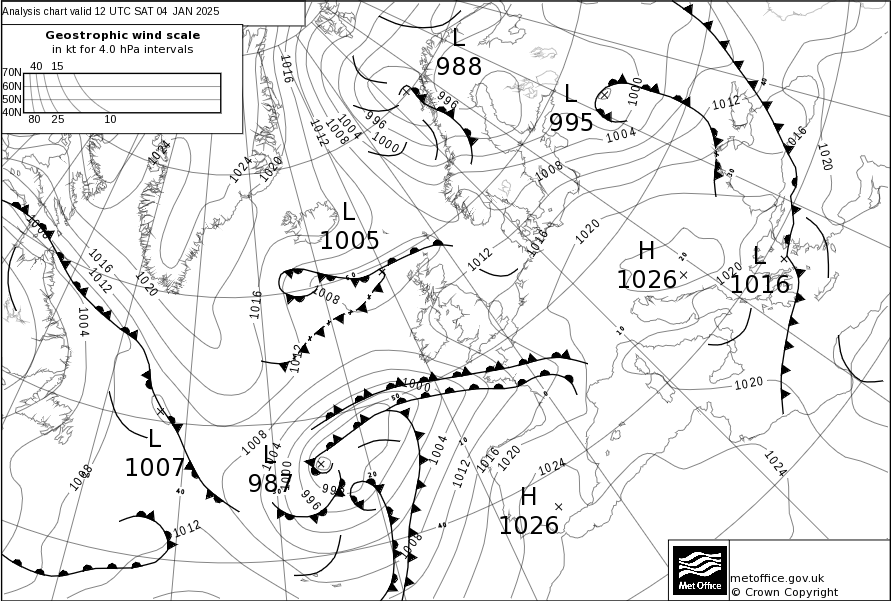 Analysis chart valid 12 UTC SAT 04 JAN 2025
Geostrophic wind scale
in kt for 4.0 hPa intervals
40 15
70N
60N
50N
40N
80 25 10
L
988
L
995
L
1005
H
1026
L
1016
L
1007
L
H
1026
1016
1012
1008
1004
1000
996
996
1000
1004
1008
1012
1016
1020
1020
1024
1024
1020
1008
1016
1012
1020
1004
1016
1008
1012
1012
1016
1020
1020
1000
1008
1004
1000
996
1004
1012
1016
1020
1024
1020
1024
1008
1012
1008
Met Office
metoffice.gov.uk
© Crown Copyright